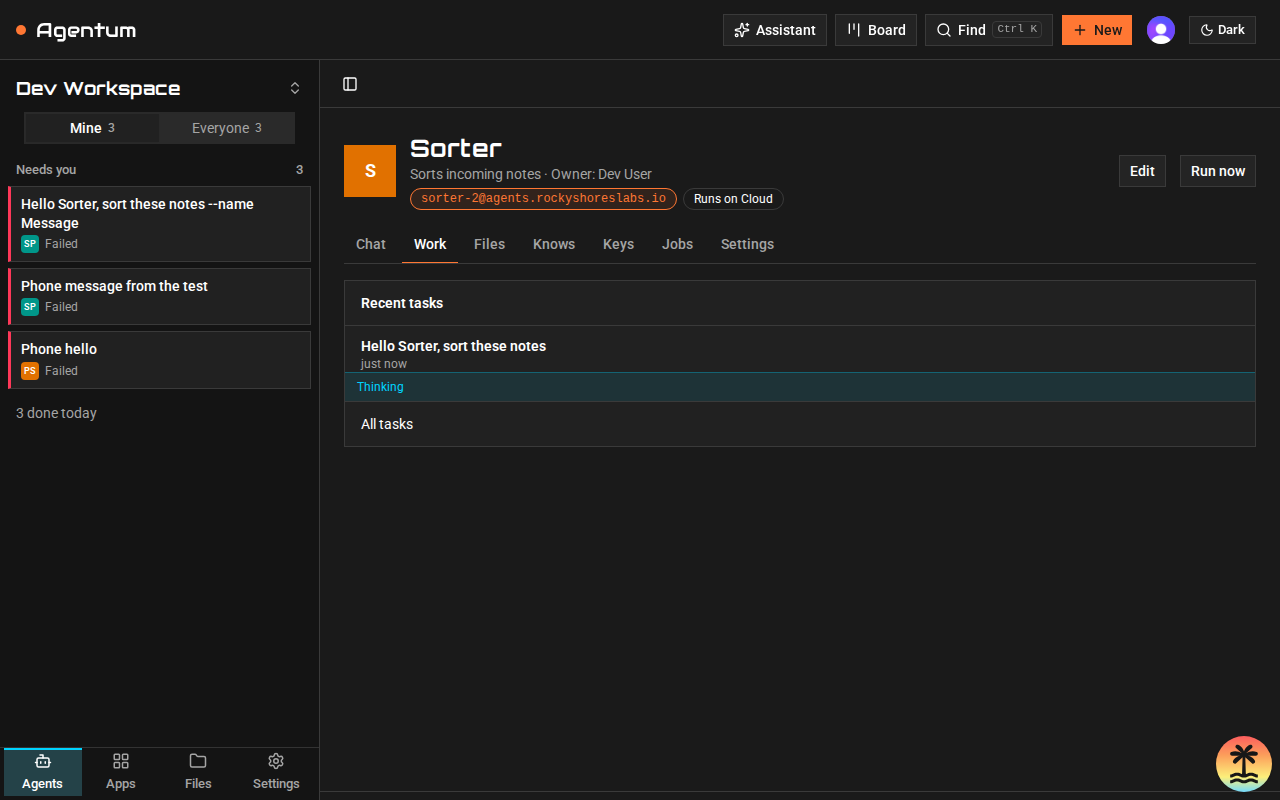 Agentum
Assistant
Board
Find Ctrl K
New
Dark
Dev Workspace
Mine 3
Everyone 3
Needs you 3
Hello Sorter, sort these notes --name
Message
SP Failed
Phone message from the test
SP Failed
Phone hello
PS Failed
3 done today
Agents
Apps
Files
Settings
S
Sorter
Sorts incoming notes · Owner: Dev User
sorter-2@agents.rockyshoreslabs.io
Runs on Cloud
Edit
Run now
Chat
Work
Files
Knows
Keys
Jobs
Settings
Recent tasks
Hello Sorter, sort these notes
just now
Thinking
All tasks